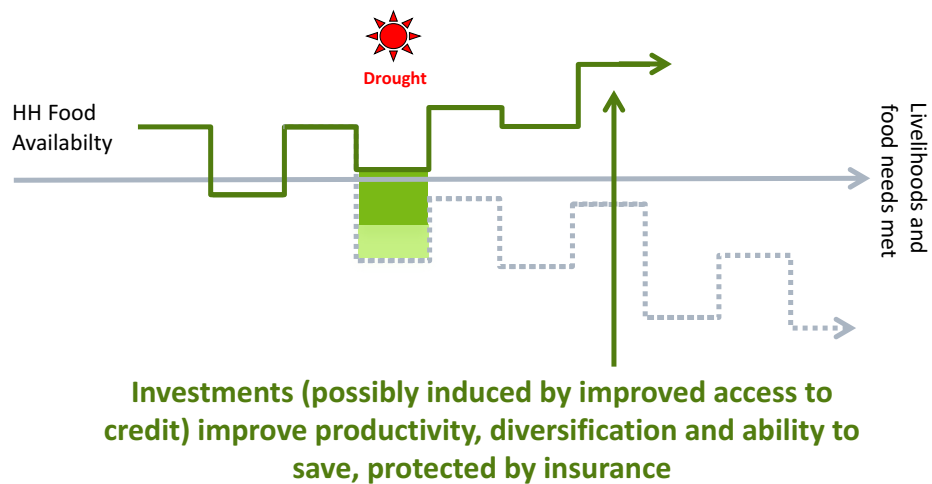 Drought
HH Food
Availabilty
Livelihoods and
food needs met
Investments (possibly induced by improved access to
credit) improve productivity, diversification and ability to
save, protected by insurance